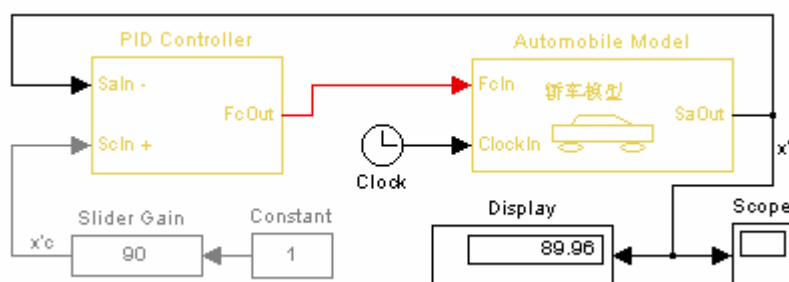 PID Controller
Automobile Model
SaIn -
FcIn
轿车模型
FcOut
SaOut
ScIn +
ClockIn
x'
Clock
Slider Gain
Constant
Display
Scope
x'c
90
1
89.96